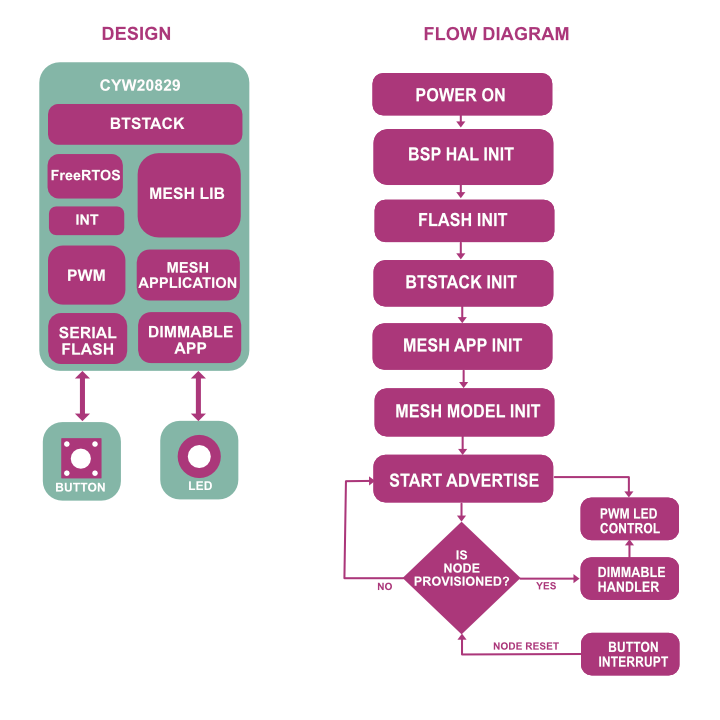 DESIGN
CYW20829
BTSTACK
FreeRTOS
MESH LIB
INT
PWM
MESH
APPLICATION
SERIAL
FLASH
DIMMABLE
APP
BUTTON
LED
FLOW DIAGRAM
POWER ON
BSP HAL INIT
FLASH INIT
BTSTACK INIT
MESH APP INIT
MESH MODEL INIT
START ADVERTISE
PWM LED
CONTROL
IS
NODE
PROVISIONED?
NO
YES
DIMMABLE
HANDLER
NODE RESET
BUTTON
INTERRUPT